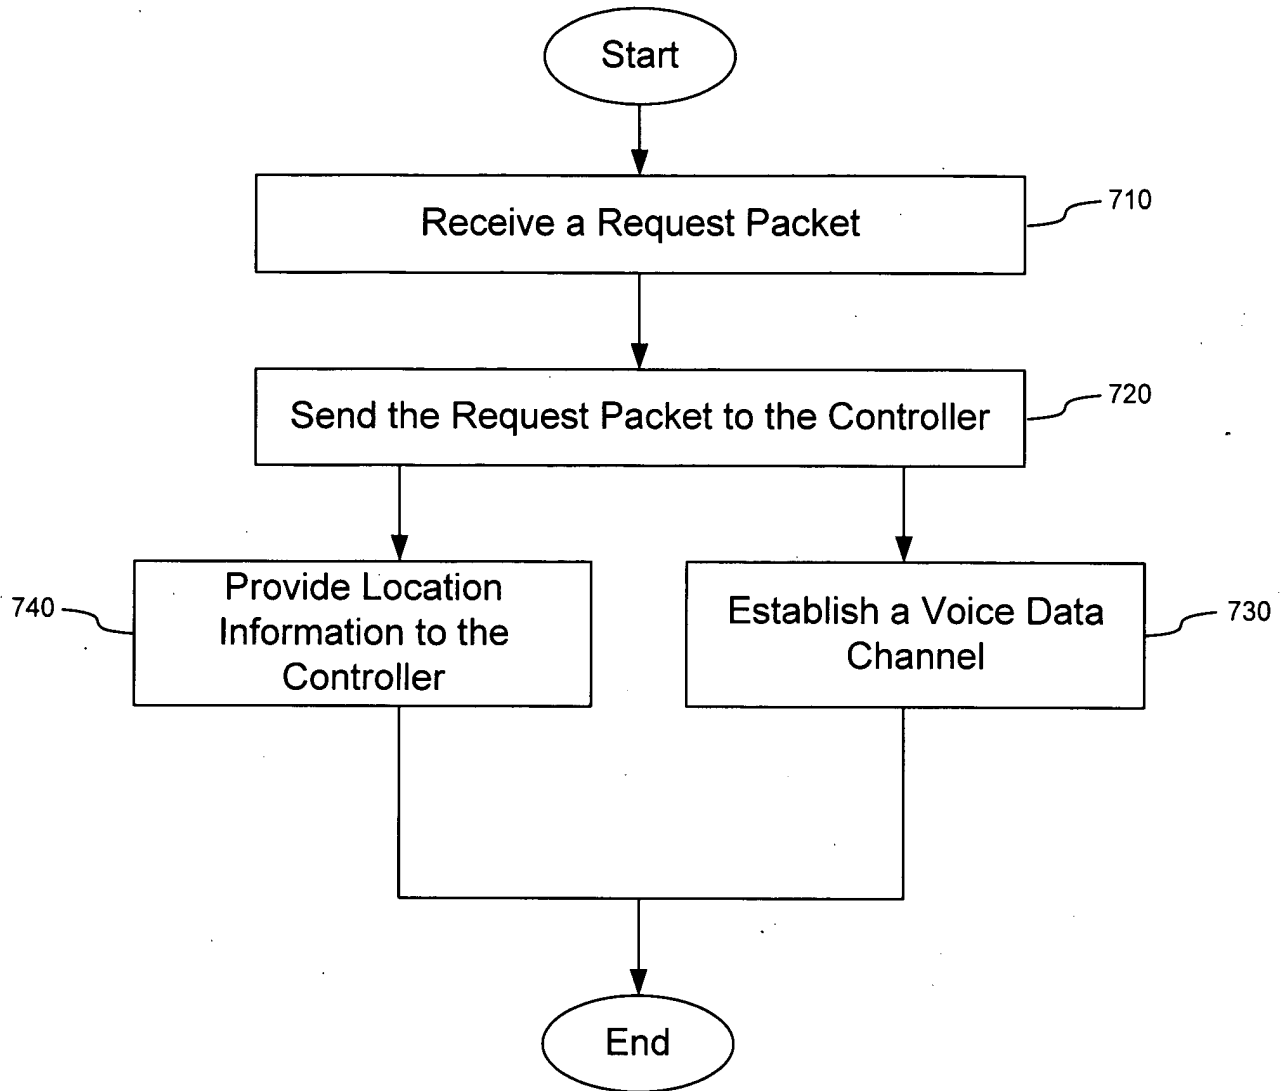 Start
Receive a Request Packet
710
Send the Request Packet to the Controller
720
740
Provide Location
Information to the
Controller
Establish a Voice Data
Channel
730
End